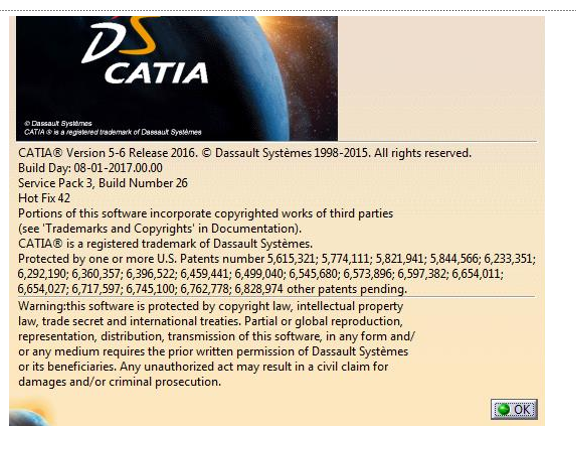 DS
CATIA
© Dassault Systèmes
CATIA ® is a registered trademark of Dassault Systèmes
CATIA® Version 5-6 Release 2016. © Dassault Systèmes 1998-2015. All rights reserved.
Build Day: 08-01-2017.00.00
Service Pack 3, Build Number 26
Hot Fix 42
Portions of this software incorporate copyrighted works of third parties
(see 'Trademarks and Copyrights' in Documentation).
CATIA® is a registered trademark of Dassault Systèmes.
Protected by one or more U.S. Patents number 5,615,321; 5,774,111; 5,821,941; 5,844,566; 6,233,351;
6,292,190; 6,360,357; 6,396,522; 6,459,441; 6,499,040; 6,545,680; 6,573,896; 6,597,382; 6,654,011;
6,654,027; 6,717,597; 6,745,100; 6,762,778; 6,828,974 other patents pending.
Warning:this software is protected by copyright law, intellectual property
law, trade secret and international treaties. Partial or global reproduction,
representation, distribution, transmission of this software, in any form and/
or any medium requires the prior written permission of Dassault Systèmes
or its beneficiaries. Any unauthorized act may result in a civil claim for
damages and/or criminal prosecution.
OK